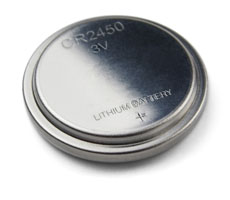 CR2450
3V
LITHIUM BATTERY
+